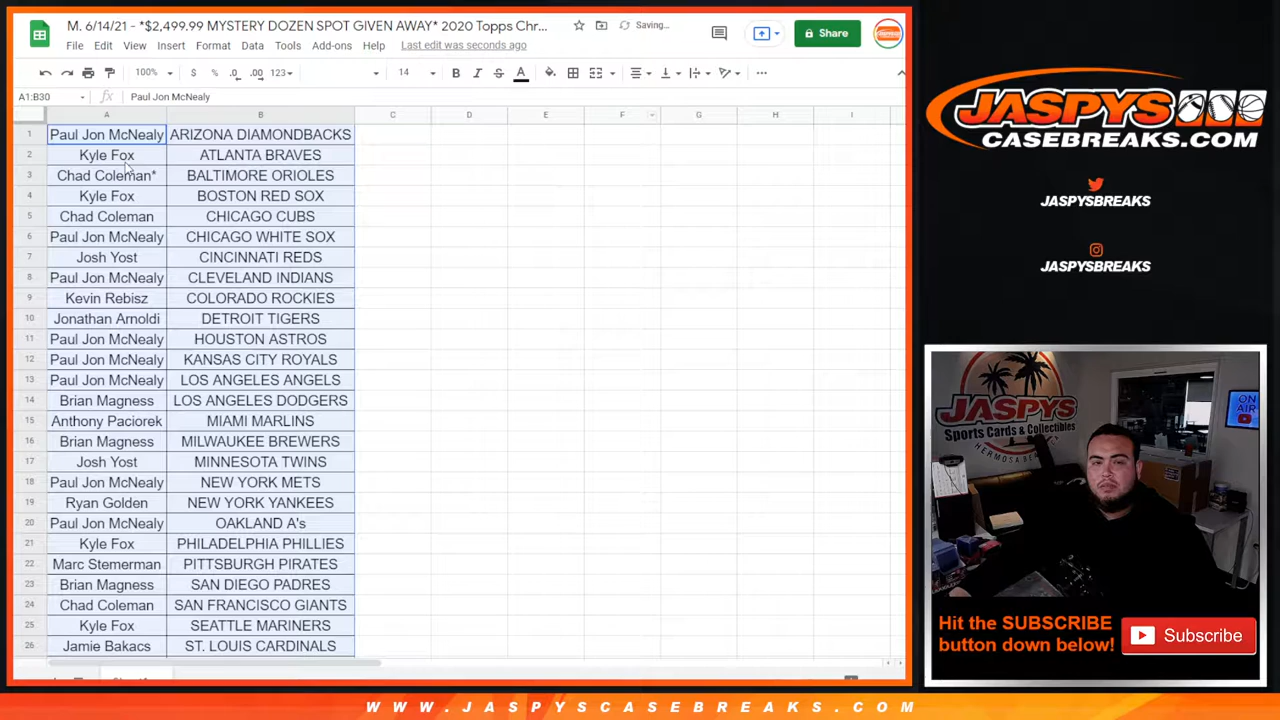 M. 6/14/21 - *$2,499.99 MYSTERY DOZEN SPOT GIVEN AWAY* 2020 Topps Chr... Saving...
File Edit View Insert Format Data Tools Add-ons Help Last edit was seconds ago
Share
100% $ % .0 .00 123 14 B I S A
A1:B30 fx Paul Jon McNealy
A B C D E F G H I
1 Paul Jon McNealy ARIZONA DIAMONDBACKS
2 Kyle Fox ATLANTA BRAVES
3 Chad Coleman* BALTIMORE ORIOLES
4 Kyle Fox BOSTON RED SOX
5 Chad Coleman CHICAGO CUBS
6 Paul Jon McNealy CHICAGO WHITE SOX
7 Josh Yost CINCINNATI REDS
8 Paul Jon McNealy CLEVELAND INDIANS
9 Kevin Rebisz COLORADO ROCKIES
10 Jonathan Arnoldi DETROIT TIGERS
11 Paul Jon McNealy HOUSTON ASTROS
12 Paul Jon McNealy KANSAS CITY ROYALS
13 Paul Jon McNealy LOS ANGELES ANGELS
14 Brian Magness LOS ANGELES DODGERS
15 Anthony Paciorek MIAMI MARLINS
16 Brian Magness MILWAUKEE BREWERS
17 Josh Yost MINNESOTA TWINS
18 Paul Jon McNealy NEW YORK METS
19 Ryan Golden NEW YORK YANKEES
20 Paul Jon McNealy OAKLAND A's
21 Kyle Fox PHILADELPHIA PHILLIES
22 Marc Stemerman PITTSBURGH PIRATES
23 Brian Magness SAN DIEGO PADRES
24 Chad Coleman SAN FRANCISCO GIANTS
25 Kyle Fox SEATTLE MARINERS
26 Jamie Bakacs ST. LOUIS CARDINALS
JASPYS
CASEBREAKS.COM
JASPYSBREAKS
JASPYSBREAKS
JASPYS
Sports Cards & Collectibles
HERMOSA BEA
ON
AIR
Hit the SUBSCRIBE
button down below!
Subscribe
WWW.JASPYSCASEBREAKS.COM